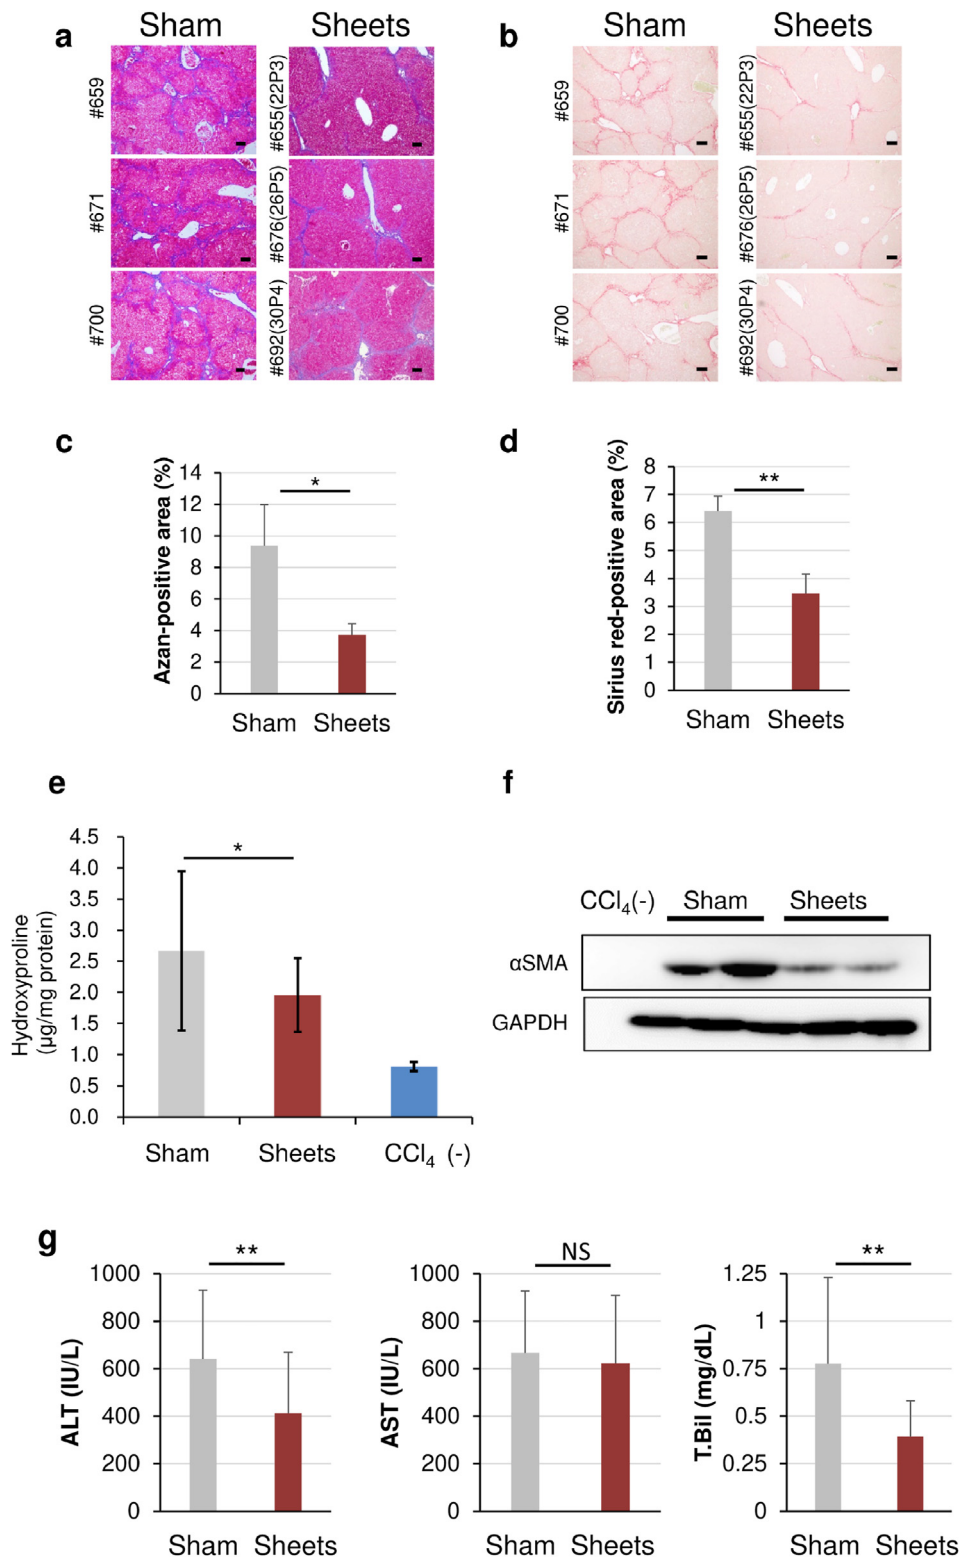 a
Sham
Sheets
#659
#655(22P3)
#671
#676(26P5)
#700
#692(30P4)
b
Sham
Sheets
#659
#655(22P3)
#671
#676(26P5)
#700
#692(30P4)
c
Azan-positive area (%)
14
12
10
8
6
4
2
0
*
Sham
Sheets
d
Sirius red-positive area (%)
8
7
6
5
4
3
2
1
0
**
Sham
Sheets
e
Hydroxyproline
(μg/mg protein)
4.5
4.0
3.5
3.0
2.5
2.0
1.5
1.0
0.5
0.0
*
Sham
Sheets
CCl₄ (-)
f
CCl₄(-)
Sham
Sheets
αSMA
GAPDH
g
ALT (IU/L)
1000
800
600
400
200
0
**
Sham
Sheets
AST (IU/L)
1000
800
600
400
200
0
NS
Sham
Sheets
T.Bil (mg/dL)
1.25
1
0.75
0.5
0.25
0
**
Sham
Sheets